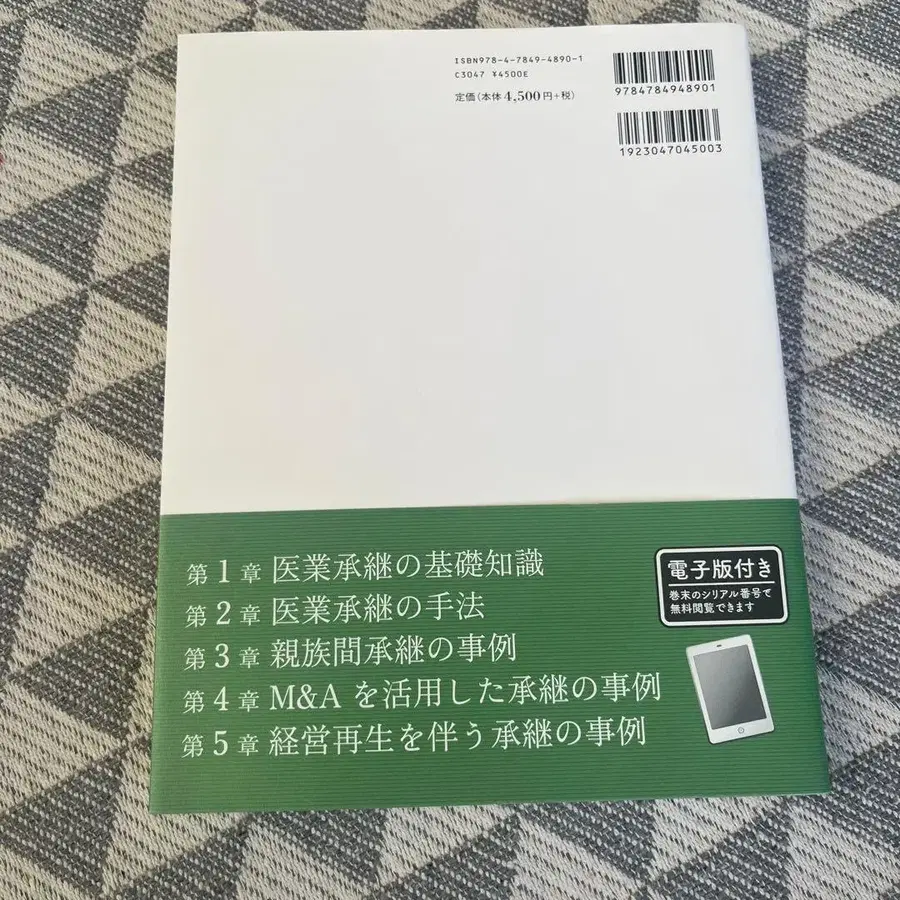 ISBN978-4-7849-4890-1
C3047 ¥4500E
定価(本体4,500円+税)
9784784948901
1923047045003
第1章 医業承継の基礎知識
第2章 医業承継の手法
第3章 親族間承継の事例
第4章 M&Aを活用した承継の事例
第5章 経営再生を伴う承継の事例
電子版付き
巻末のシリアル番号で
無料閲覧できます